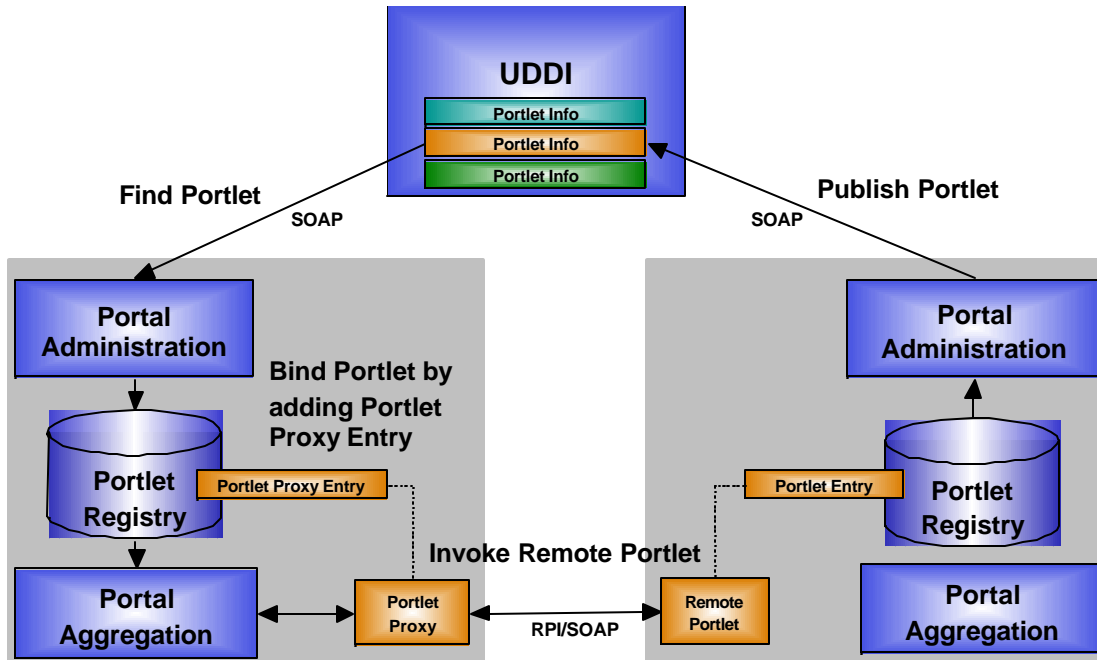 UDDI
Portlet Info
Portlet Info
Portlet Info
Find Portlet
SOAP
Publish Portlet
SOAP
Portal
Administration
Bind Portlet by
adding Portlet
Proxy Entry
Portlet
Registry
Portlet Proxy Entry
Portal
Aggregation
Portlet
Proxy
Invoke Remote Portlet
RPI/SOAP
Remote
Portlet
Portal
Administration
Portlet Entry
Portlet
Registry
Portal
Aggregation